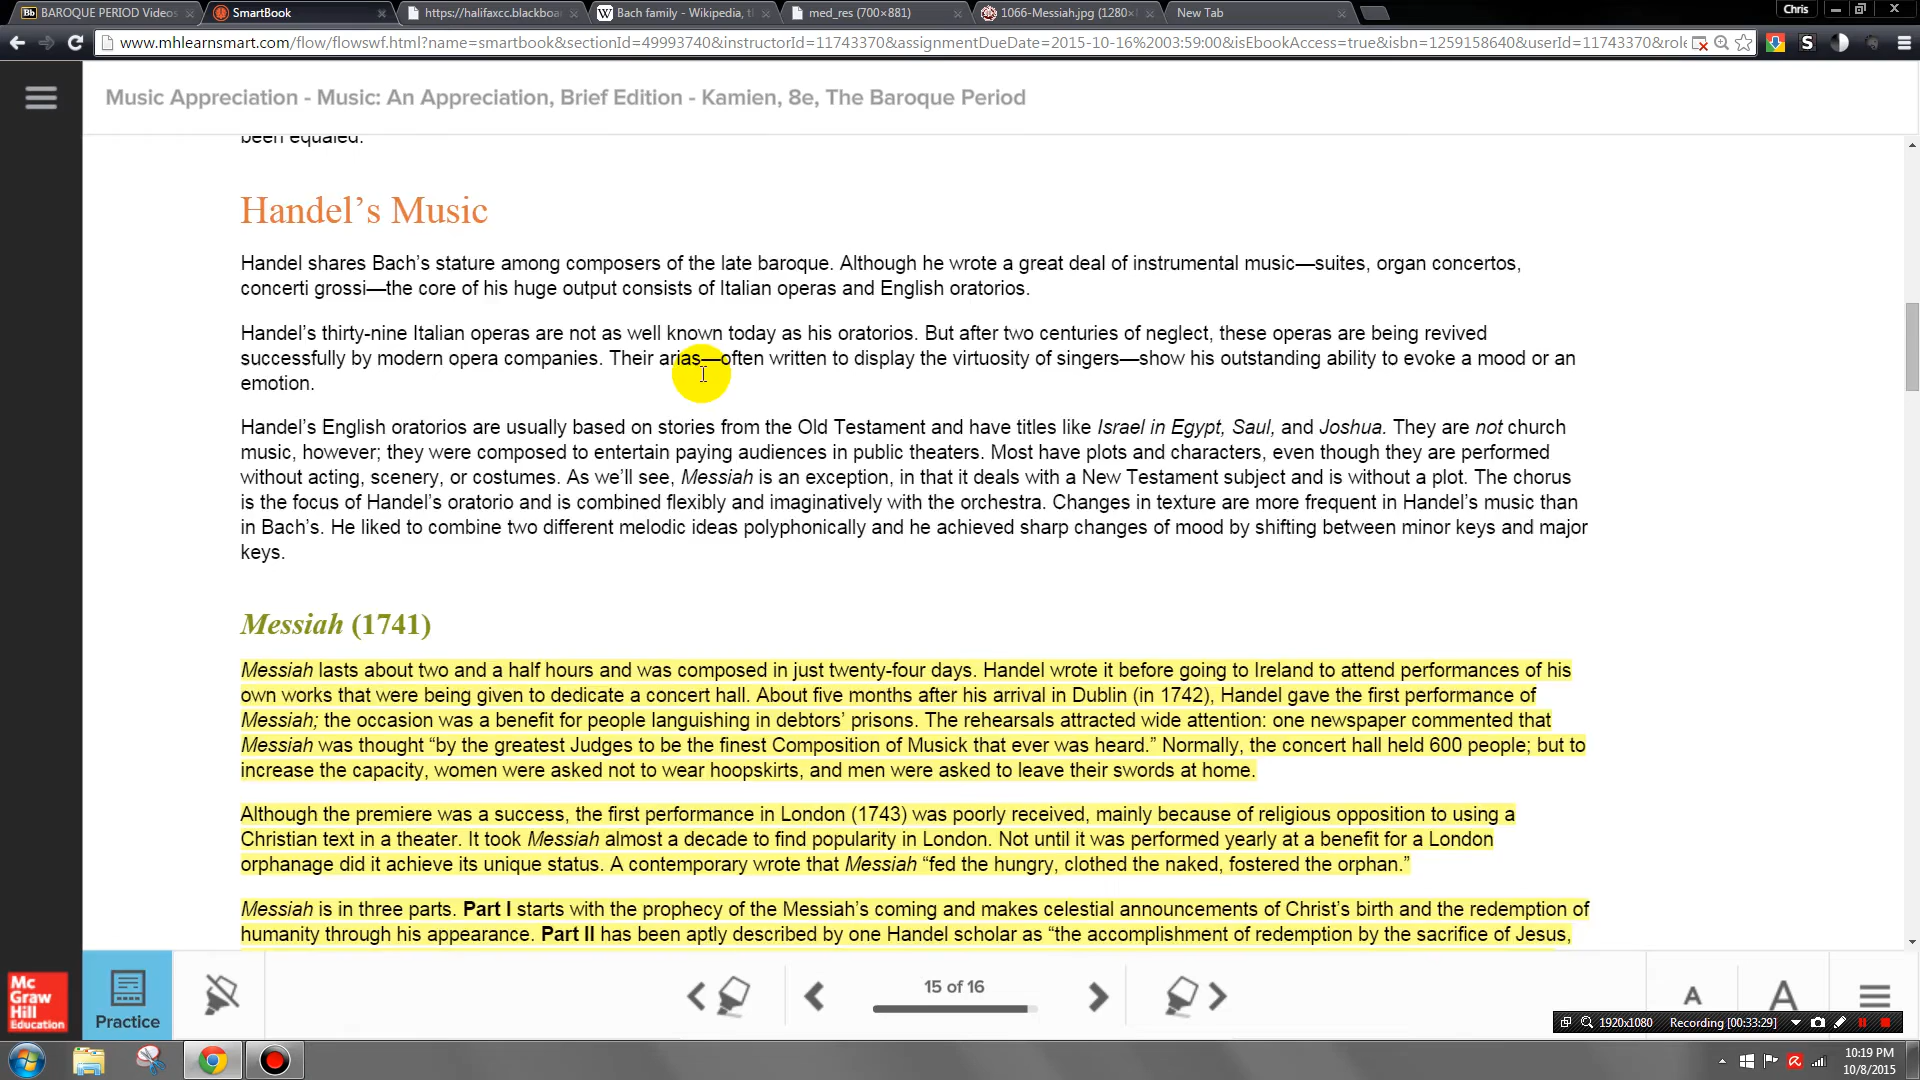 BAROQUE PERIOD Videos
SmartBook
https://halifaxcc.blackboa
Bach family - Wikipedia, t
med_res (700×881)
1066-Messiah.jpg (1280×
New Tab
Chris
www.mhlearnsmart.com/flow/flowswf.html?name=smartbook&sectionId=49993740&instructorId=11743370&assignmentDueDate=2015-10-16%2003:59:00&isEbookAccess=true&isbn=1259158640&userId=11743370&role
Music Appreciation - Music: An Appreciation, Brief Edition - Kamien, 8e, The Baroque Period
been equaled.
Handel’s Music
Handel shares Bach’s stature among composers of the late baroque. Although he wrote a great deal of instrumental music—suites, organ concertos,
concerti grossi—the core of his huge output consists of Italian operas and English oratorios.
Handel’s thirty-nine Italian operas are not as well known today as his oratorios. But after two centuries of neglect, these operas are being revived
successfully by modern opera companies. Their arias—often written to display the virtuosity of singers—show his outstanding ability to evoke a mood or an
emotion.
Handel’s English oratorios are usually based on stories from the Old Testament and have titles like Israel in Egypt, Saul, and Joshua. They are not church
music, however; they were composed to entertain paying audiences in public theaters. Most have plots and characters, even though they are performed
without acting, scenery, or costumes. As we’ll see, Messiah is an exception, in that it deals with a New Testament subject and is without a plot. The chorus
is the focus of Handel’s oratorio and is combined flexibly and imaginatively with the orchestra. Changes in texture are more frequent in Handel’s music than
in Bach’s. He liked to combine two different melodic ideas polyphonically and he achieved sharp changes of mood by shifting between minor keys and major
keys.
Messiah (1741)
Messiah lasts about two and a half hours and was composed in just twenty-four days. Handel wrote it before going to Ireland to attend performances of his
own works that were being given to dedicate a concert hall. About five months after his arrival in Dublin (in 1742), Handel gave the first performance of
Messiah; the occasion was a benefit for people languishing in debtors’ prisons. The rehearsals attracted wide attention: one newspaper commented that
Messiah was thought “by the greatest Judges to be the finest Composition of Musick that ever was heard.” Normally, the concert hall held 600 people; but to
increase the capacity, women were asked not to wear hoopskirts, and men were asked to leave their swords at home.
Although the premiere was a success, the first performance in London (1743) was poorly received, mainly because of religious opposition to using a
Christian text in a theater. It took Messiah almost a decade to find popularity in London. Not until it was performed yearly at a benefit for a London
orphanage did it achieve its unique status. A contemporary wrote that Messiah “fed the hungry, clothed the naked, fostered the orphan.”
Messiah is in three parts. Part I starts with the prophecy of the Messiah’s coming and makes celestial announcements of Christ’s birth and the redemption of
humanity through his appearance. Part II has been aptly described by one Handel scholar as “the accomplishment of redemption by the sacrifice of Jesus,
Mc
Graw
Hill
Education
Practice
15 of 16
A
A
1920x1080
Recording [00:33:29]
10:19 PM
10/8/2015